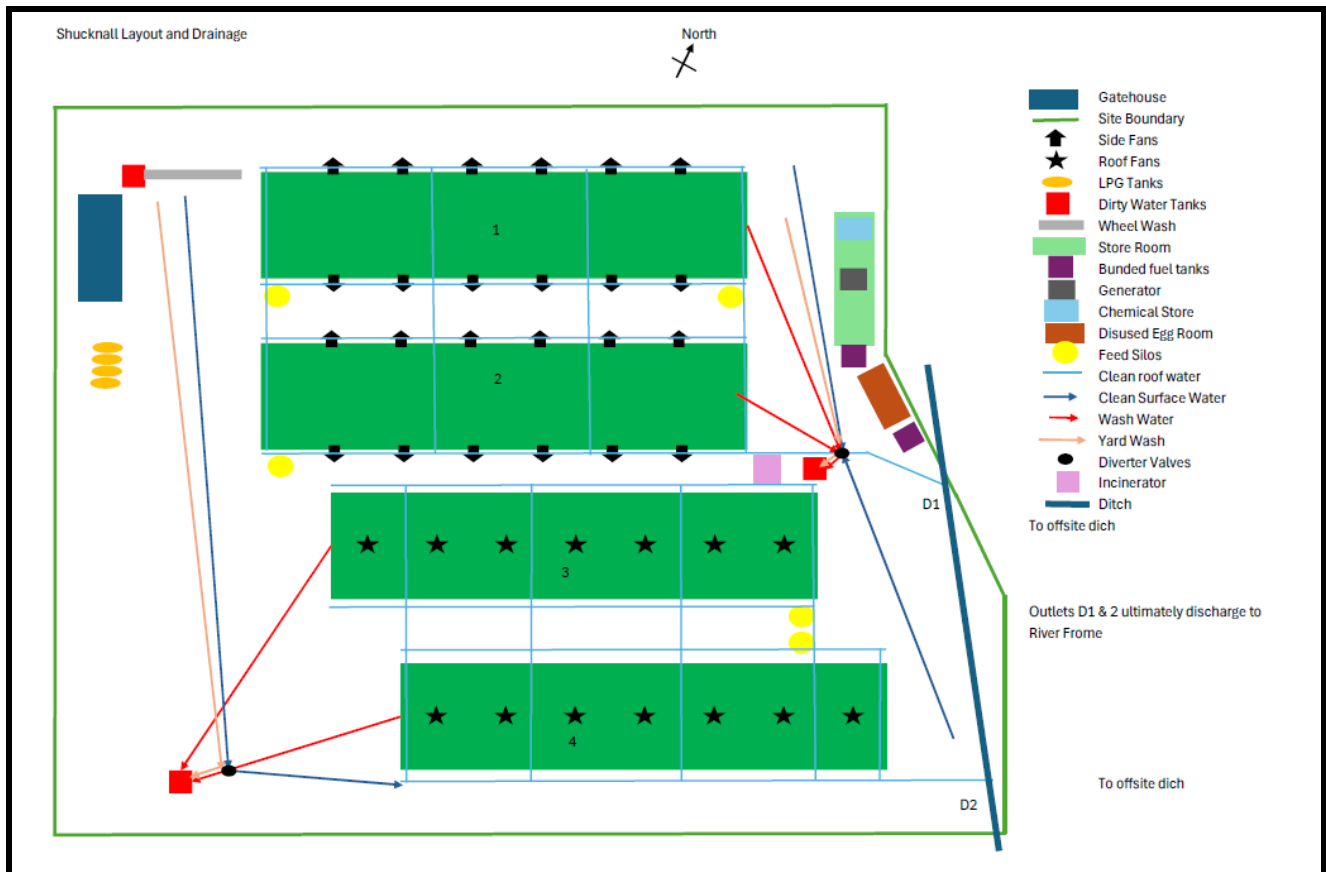 Shucknall Layout and Drainage
North
Gatehouse
Site Boundary
Side Fans
Roof Fans
LPG Tanks
Dirty Water Tanks
Wheel Wash
Store Room
Bunded fuel tanks
Generator
Chemical Store
Disused Egg Room
Feed Silos
Clean roof water
Clean Surface Water
Wash Water
Yard Wash
Diverter Valves
Incinerator
Ditch
To offsite dich
Outlets D1 & 2 ultimately discharge to
River Frome
To offsite dich
1
2
3
4
D1
D2